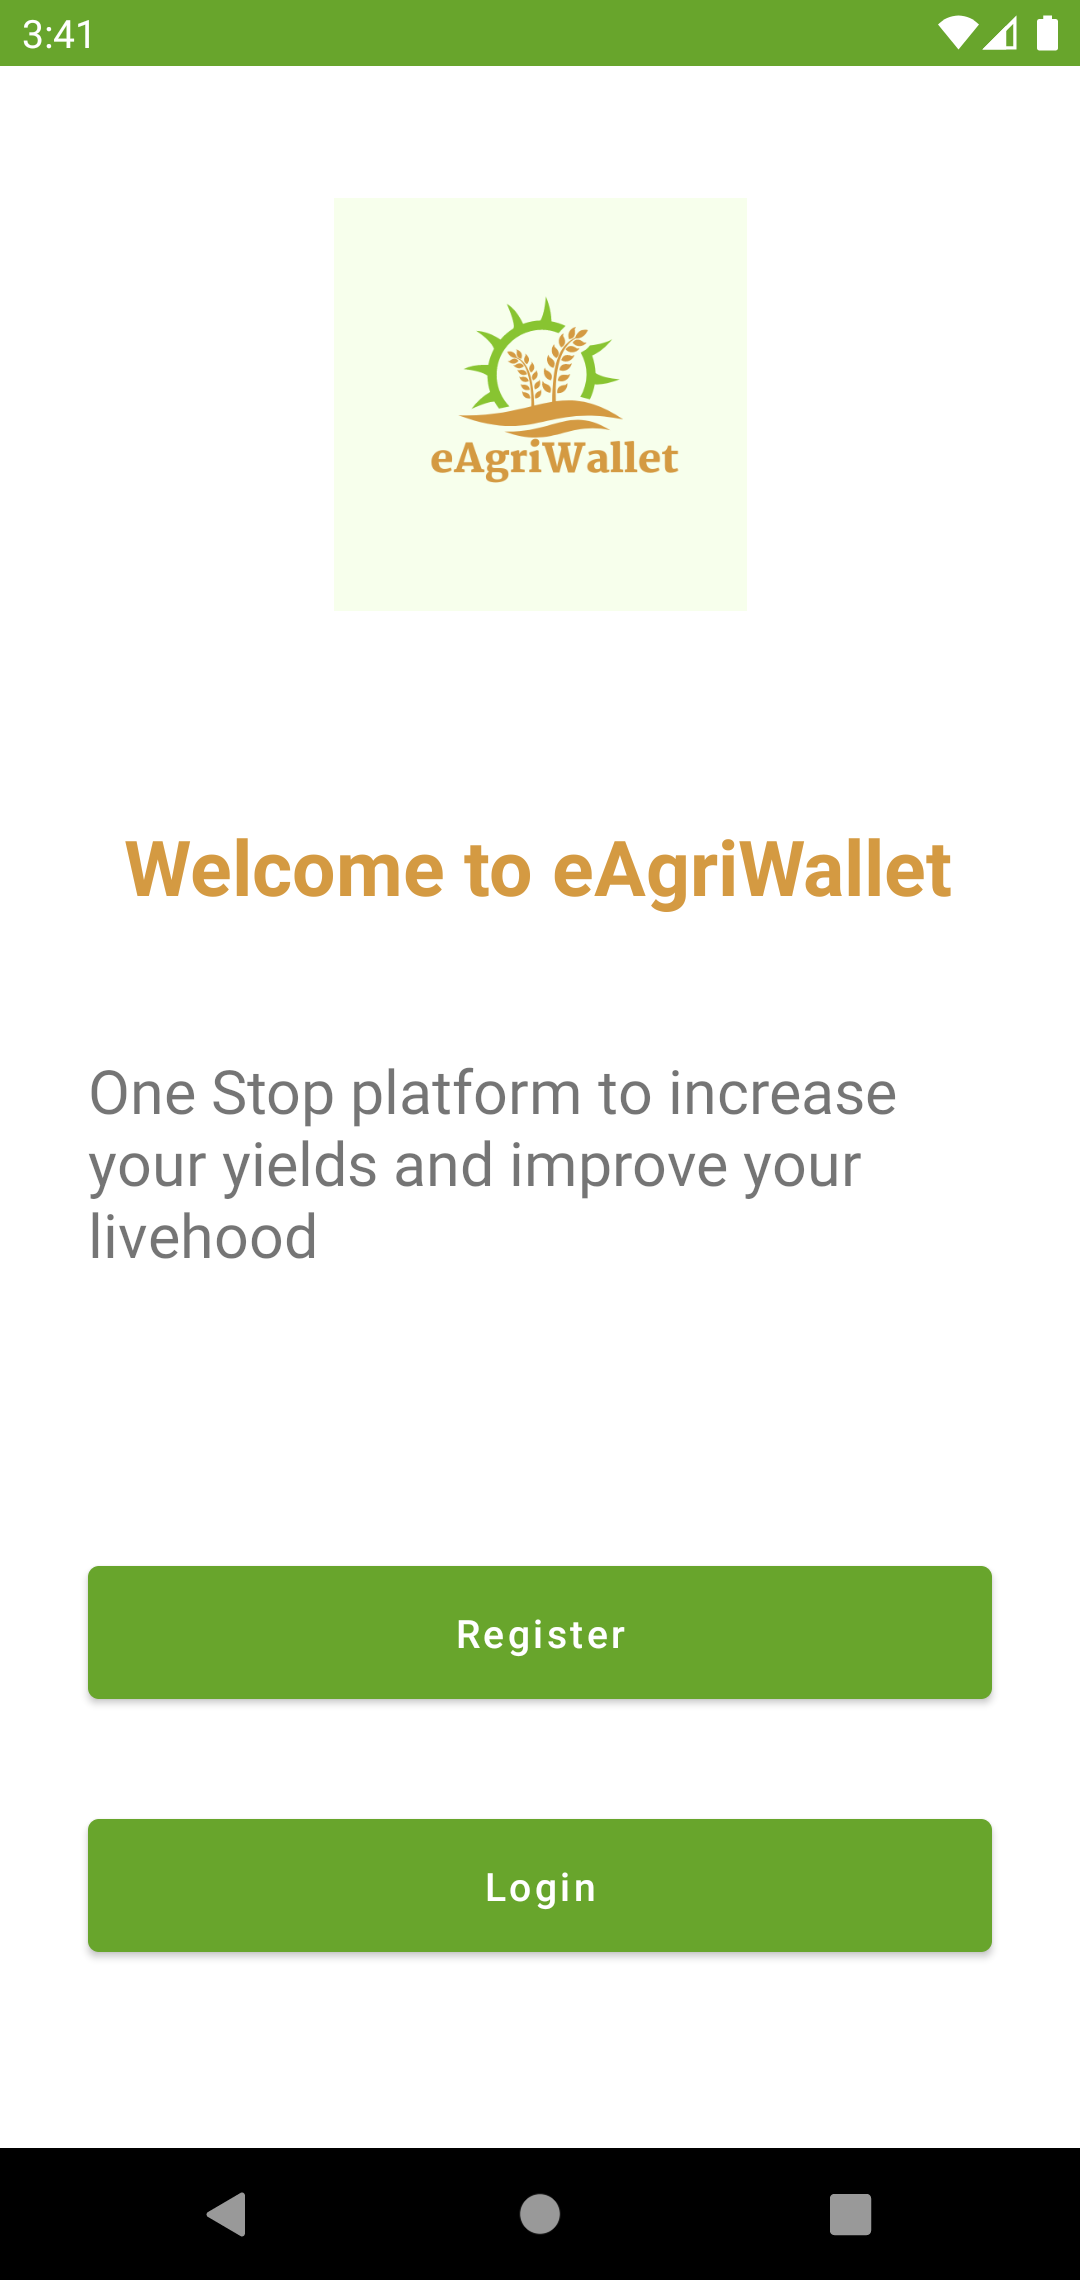 3:41
eAgriWallet
Welcome to eAgriWallet
One Stop platform to increase
your yields and improve your
livehood
Register
Login